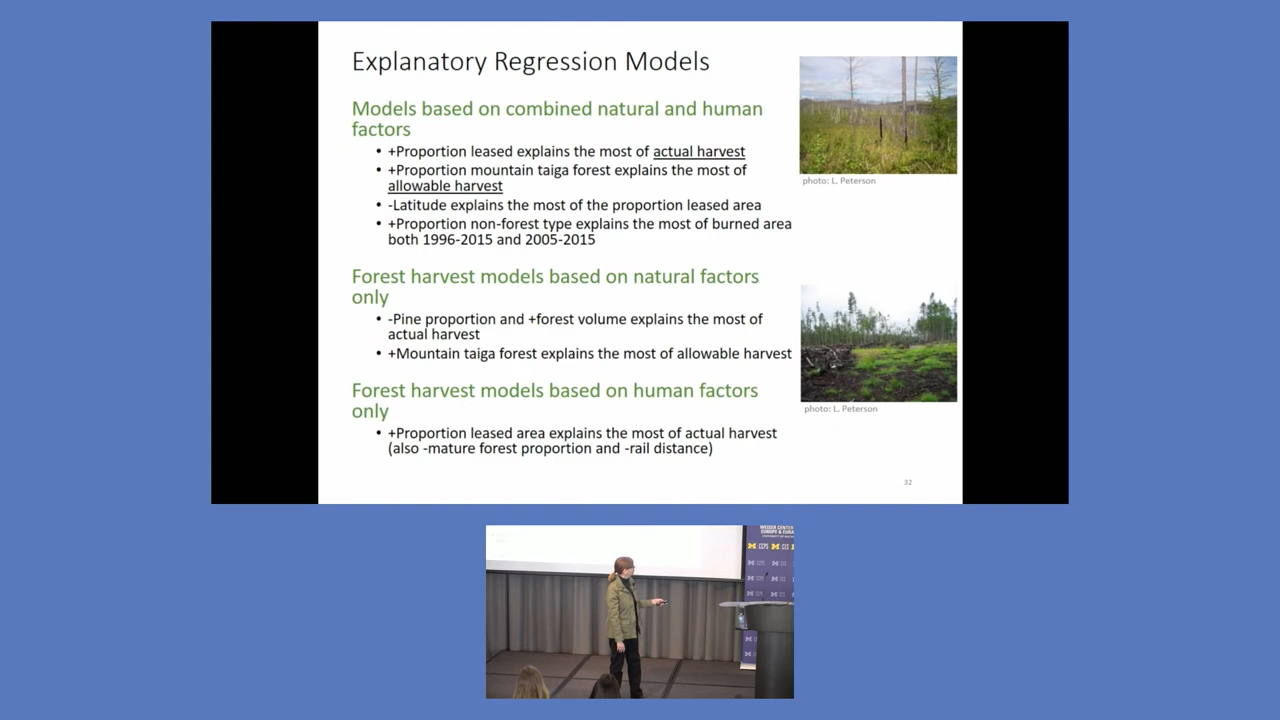 Explanatory Regression Models
Models based on combined natural and human
factors
• +Proportion leased explains the most of actual harvest
• +Proportion mountain taiga forest explains the most of
allowable harvest
• -Latitude explains the most of the proportion leased area
• +Proportion non-forest type explains the most of burned area
both 1996-2015 and 2005-2015
photo: L. Peterson
Forest harvest models based on natural factors
only
• -Pine proportion and +forest volume explains the most of
actual harvest
• +Mountain taiga forest explains the most of allowable harvest
photo: L. Peterson
Forest harvest models based on human factors
only
• +Proportion leased area explains the most of actual harvest
(also -mature forest proportion and -rail distance)
32
WEISER CENTER
EUROPE & EURA